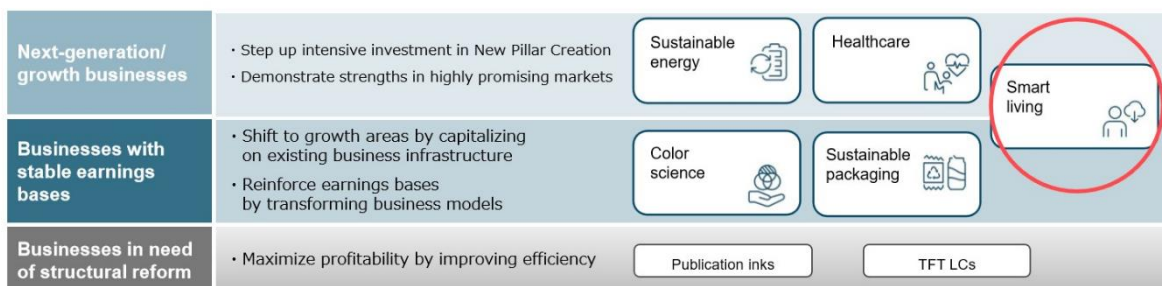 Next-generation/
growth businesses
・Step up intensive investment in New Pillar Creation
・Demonstrate strengths in highly promising markets
Sustainable
energy
Healthcare
Smart
living
Businesses with
stable earnings
bases
・Shift to growth areas by capitalizing
on existing business infrastructure
・Reinforce earnings bases
by transforming business models
Color
science
Sustainable
packaging
Businesses in need
of structural reform
・Maximize profitability by improving efficiency
Publication inks
TFT LCs